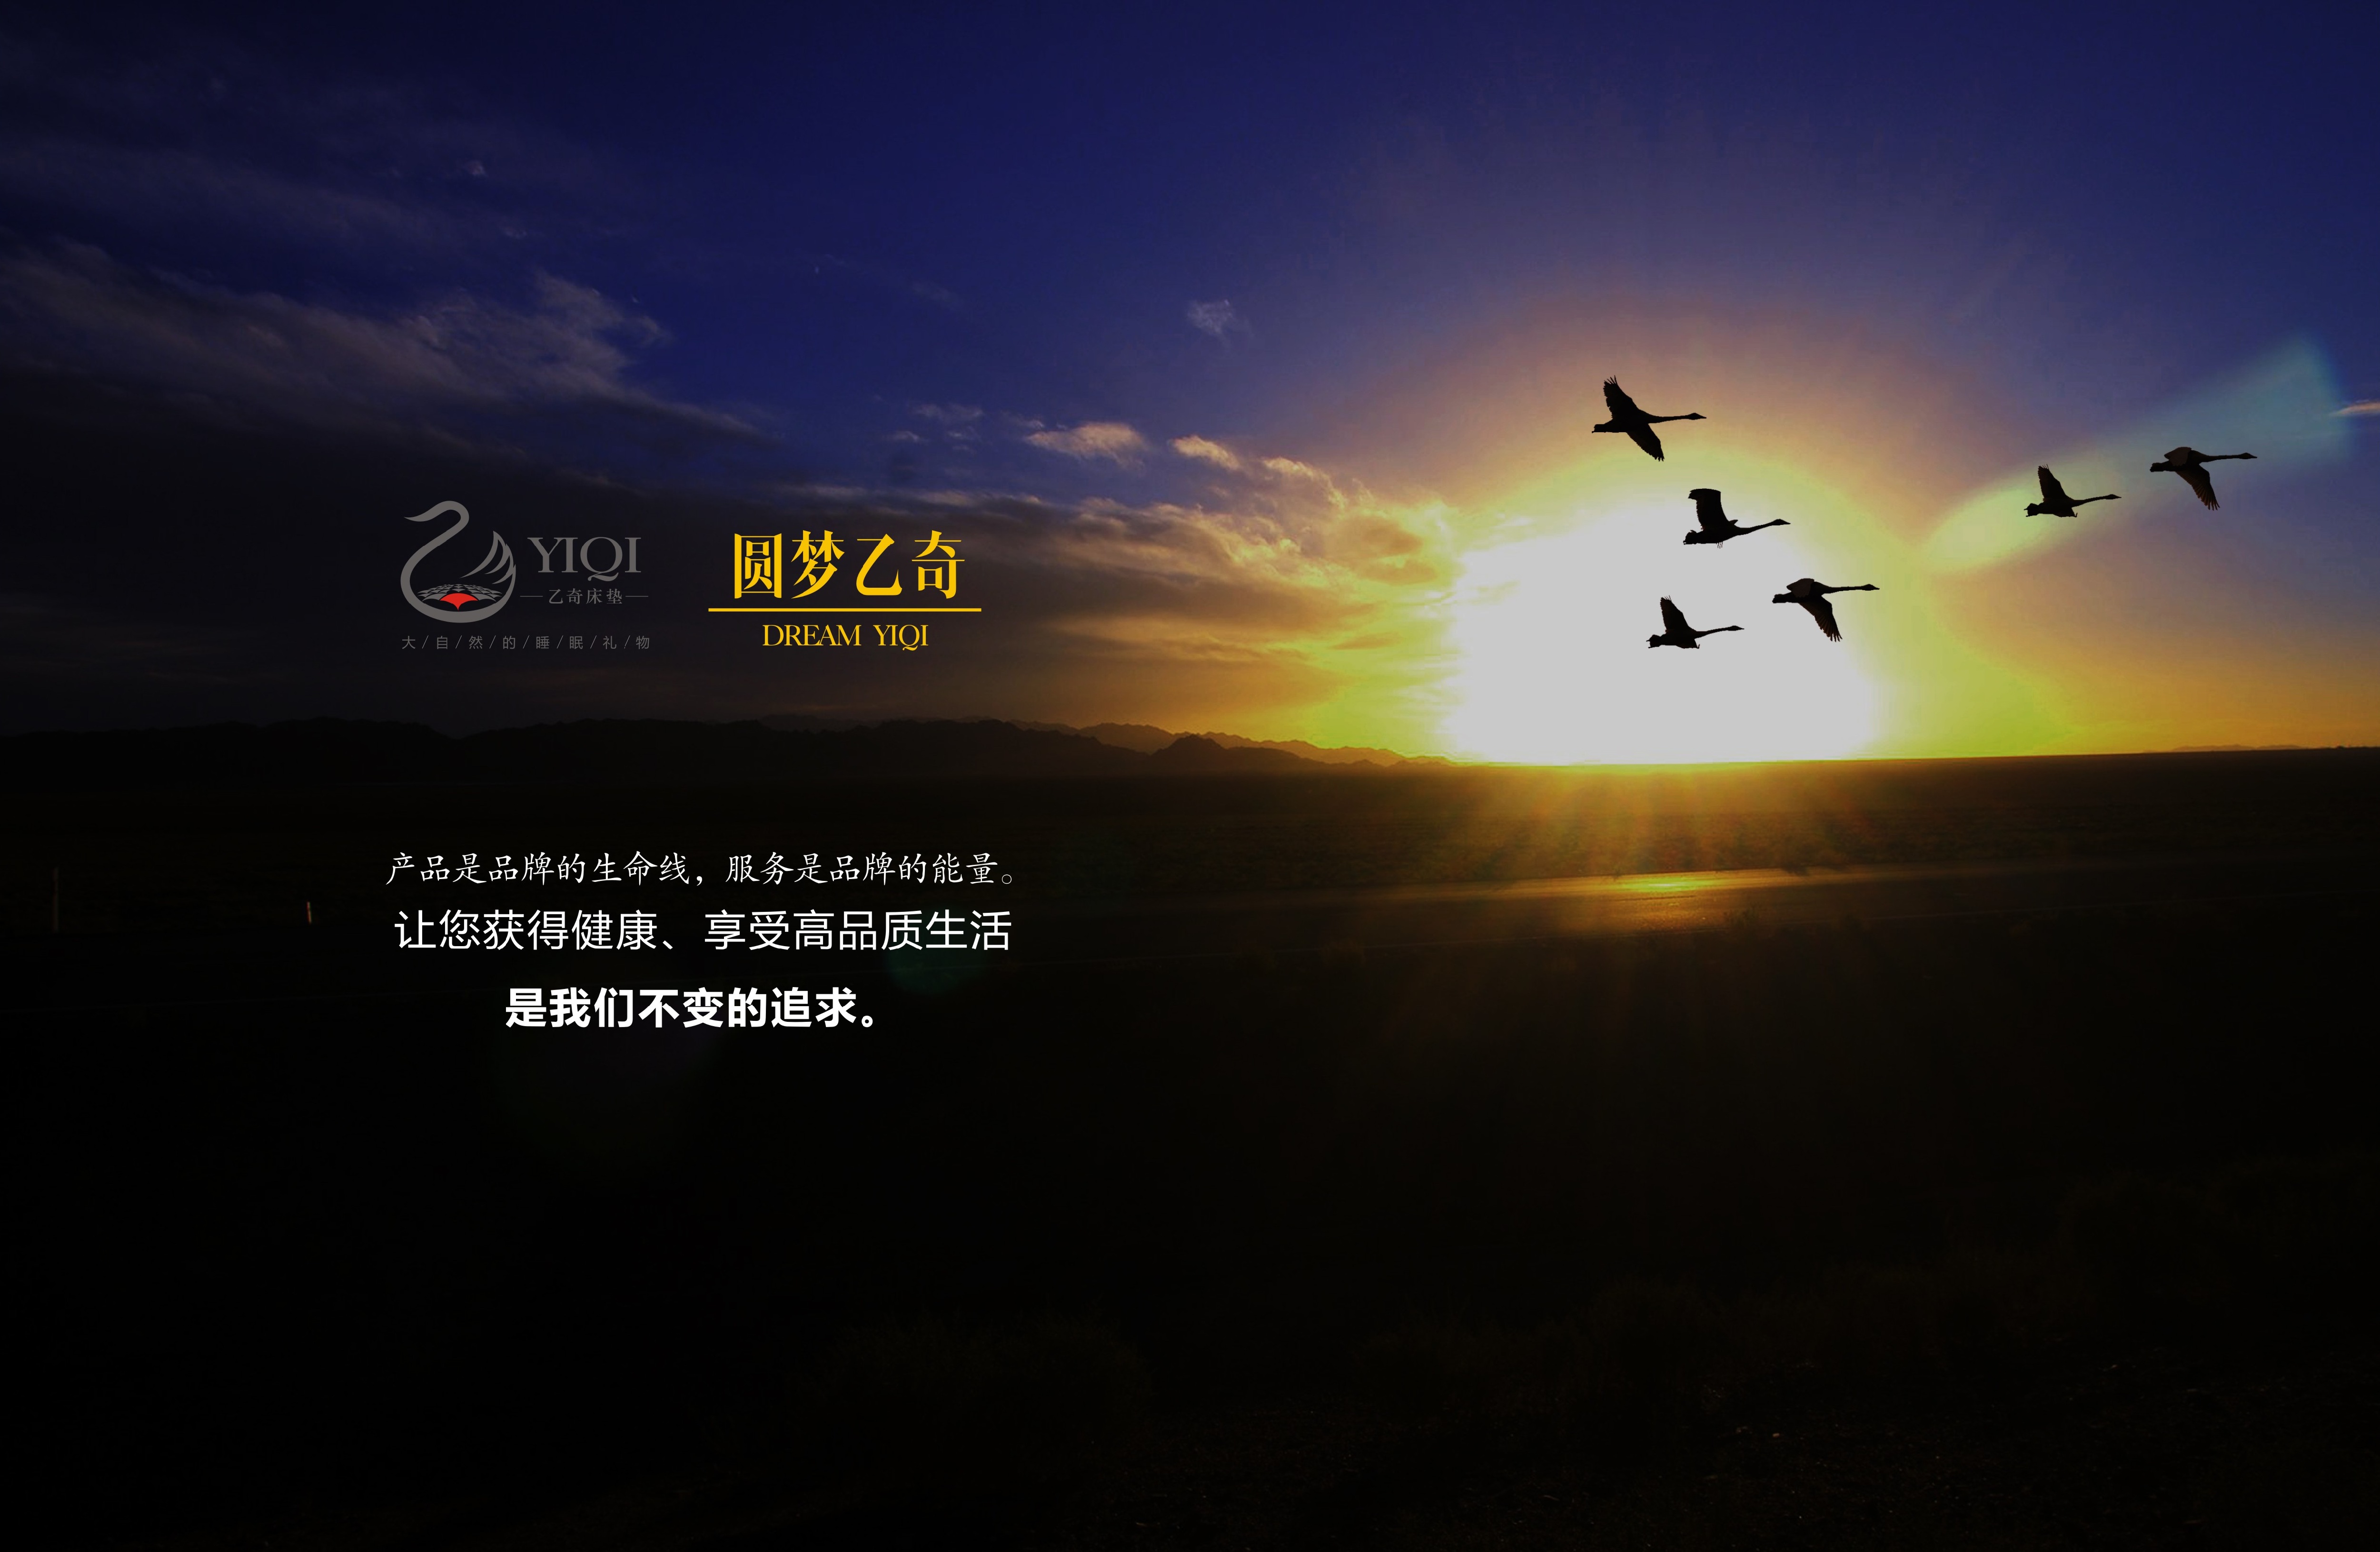 YIQI
乙奇床垫
大/自/然/的/睡/眠/礼/物
圆梦乙奇
DREAM YIQI
产品是品牌的生命线，服务是品牌的能量。
让您获得健康、享受高品质生活
是我们不变的追求。